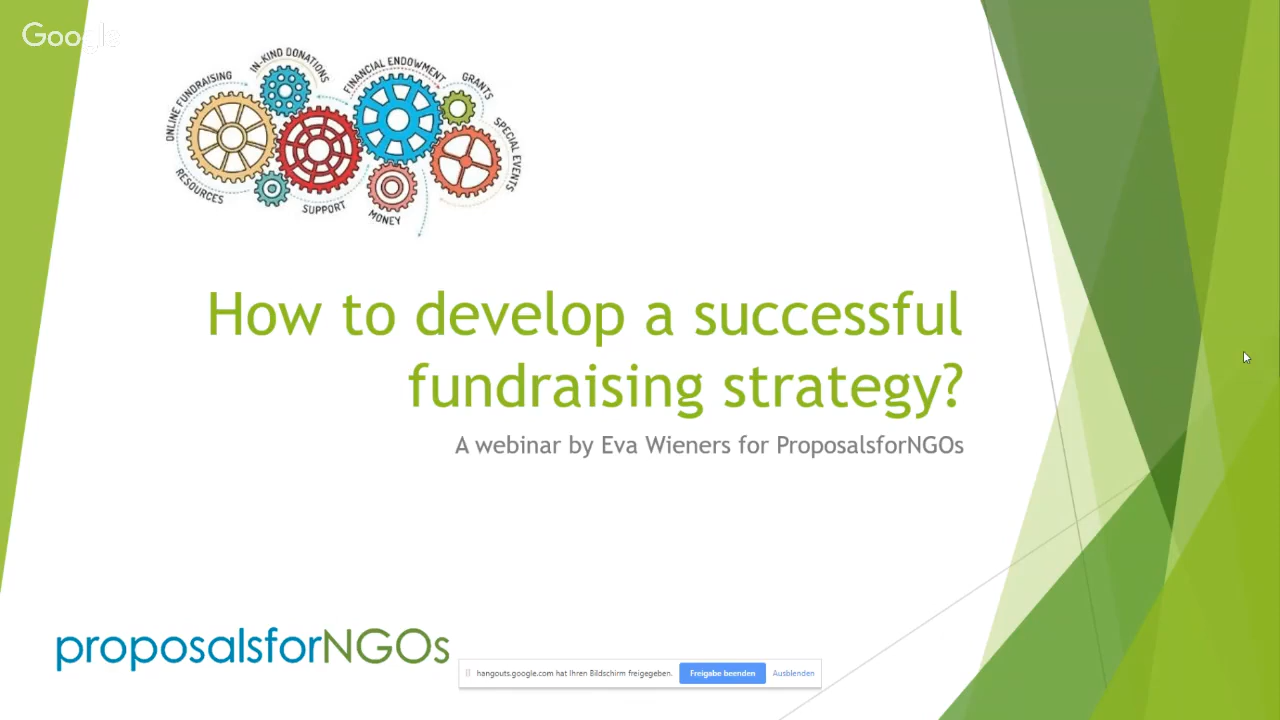 Google
ONLINE FUNDRAISING
IN-KIND DONATIONS
FINANCIAL ENDOWMENT
GRANTS
SPECIAL EVENTS
RESOURCES
SUPPORT
MONEY
How to develop a successful
fundraising strategy?
A webinar by Eva Wieners for ProposalsforNGOs
proposalsforNGOs
hangouts.google.com hat Ihren Bildschirm freigegeben. Freigabe beenden Ausblenden